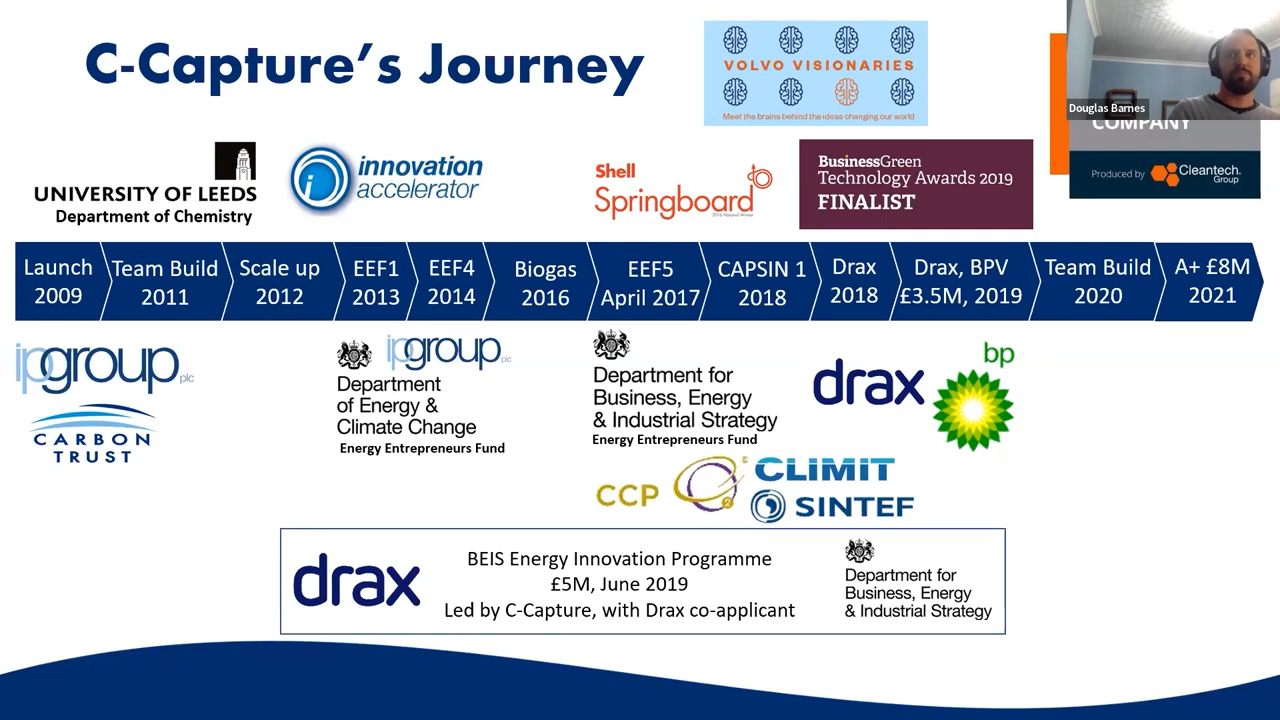 C-Capture's Journey
VOLVO VISIONARIES
Meet the brains behind the ideas changing our world
Douglas Barnes
COMPANY
Produced by Cleantech Group
UNIVERSITY OF LEEDS
Department of Chemistry
innovation
accelerator
Shell
Springboard
2016 National Winner
BusinessGreen
Technology Awards 2019
FINALIST
Launch
2009
Team Build
2011
Scale up
2012
EEF1
2013
EEF4
2014
Biogas
2016
EEF5
April 2017
CAPSIN 1
2018
Drax
2018
Drax, BPV
£3.5M, 2019
Team Build
2020
A+ £8M
2021
ipgroup plc
CARBON
TRUST
ipgroup plc
Department
of Energy &
Climate Change
Energy Entrepreneurs Fund
Department for
Business, Energy
& Industrial Strategy
Energy Entrepreneurs Fund
drax
bp
CCP
CLIMIT
SINTEF
drax
BEIS Energy Innovation Programme
£5M, June 2019
Led by C-Capture, with Drax co-applicant
Department for
Business, Energy
& Industrial Strategy